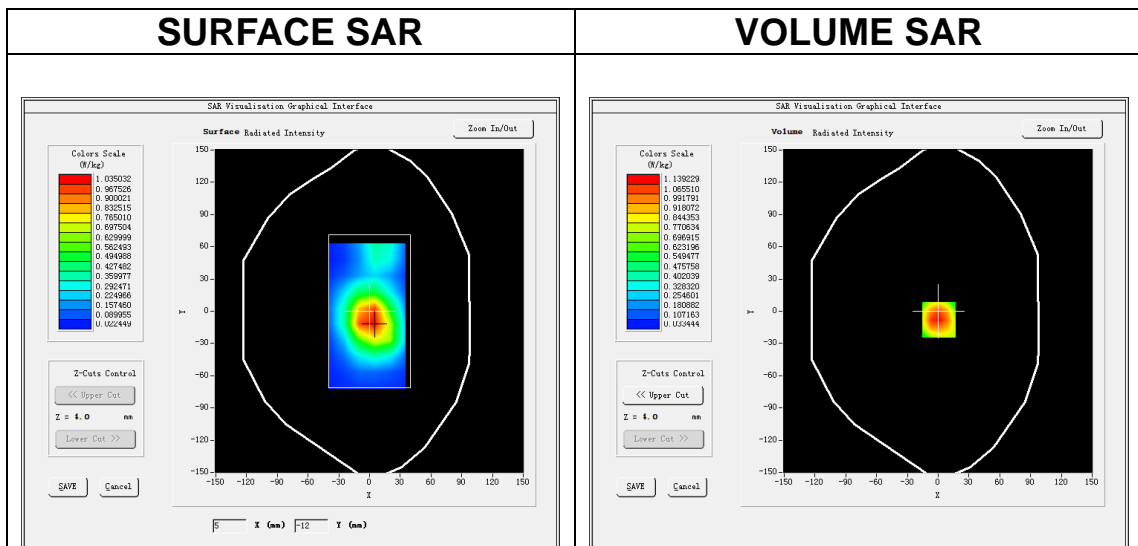 SURFACE SAR
VOLUME SAR
SAR Visualisation Graphical Interface
Surface Radiated Intensity
Zoom In/Out
Colors Scale
(W/kg)
1.035032
0.967526
0.900021
0.832515
0.765010
0.697504
0.629999
0.562493
0.494988
0.427482
0.359977
0.292471
0.224966
0.157460
0.089955
0.022449
Z-Cuts Control
<< Upper Cut
Z = 4.0 mm
Lower Cut >>
SAVE
Cancel
150
120
90
60
30
0
-30
-60
-90
-120
-150
Y
-150 -120 -90 -60 -30 0 30 60 90 120 150
X
5 X (mm) -12 Y (mm)
SAR Visualisation Graphical Interface
Volume Radiated Intensity
Zoom In/Out
Colors Scale
(W/kg)
1.139229
1.065510
0.991791
0.918072
0.844353
0.770634
0.696915
0.623196
0.549477
0.475758
0.402039
0.328320
0.254601
0.180882
0.107163
0.033444
Z-Cuts Control
<< Upper Cut
Z = 4.0 mm
Lower Cut >>
SAVE
Cancel
150
120
90
60
30
0
-30
-60
-90
-120
-150
Y
-150 -120 -90 -60 -30 0 30 60 90 120 150
X